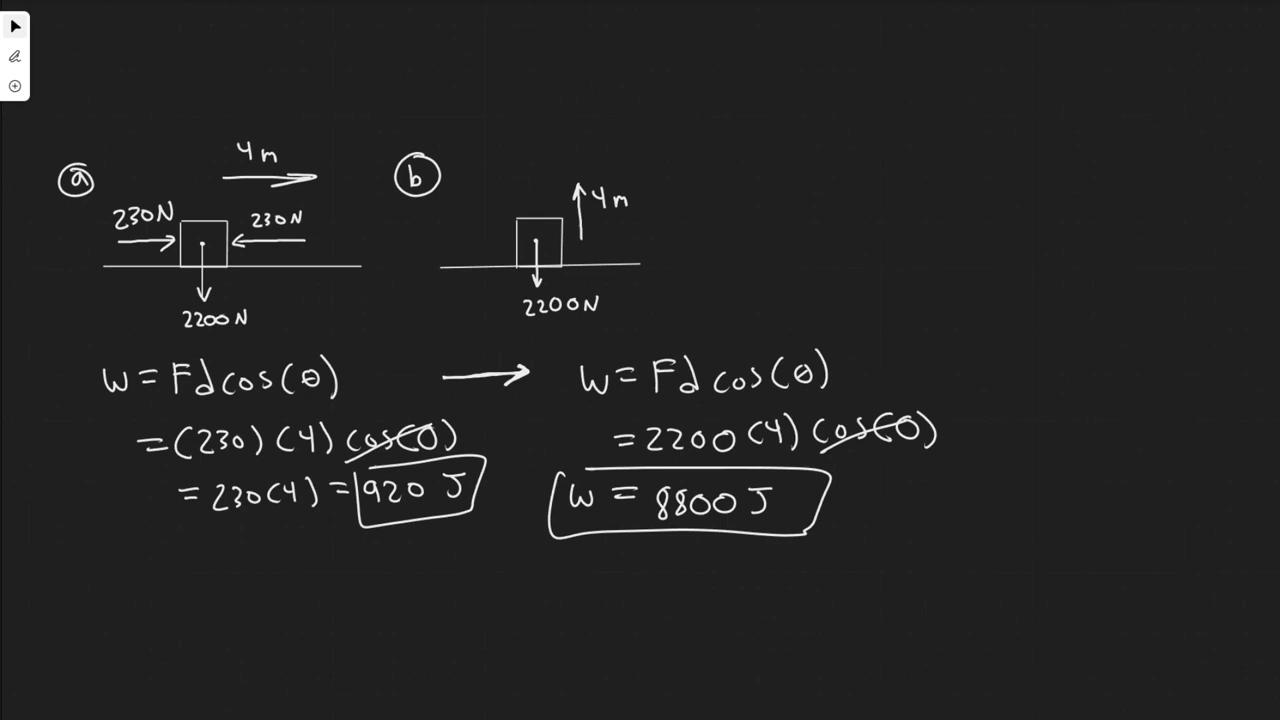 ⓐ
4m
230N
230N
2200N
W = Fd cos(θ)
= (230)(4) cos(0)
= 230(4) = 920 J
ⓑ
4m
2200N
W = Fd cos(θ)
= 2200(4) cos(0)
W = 8800 J